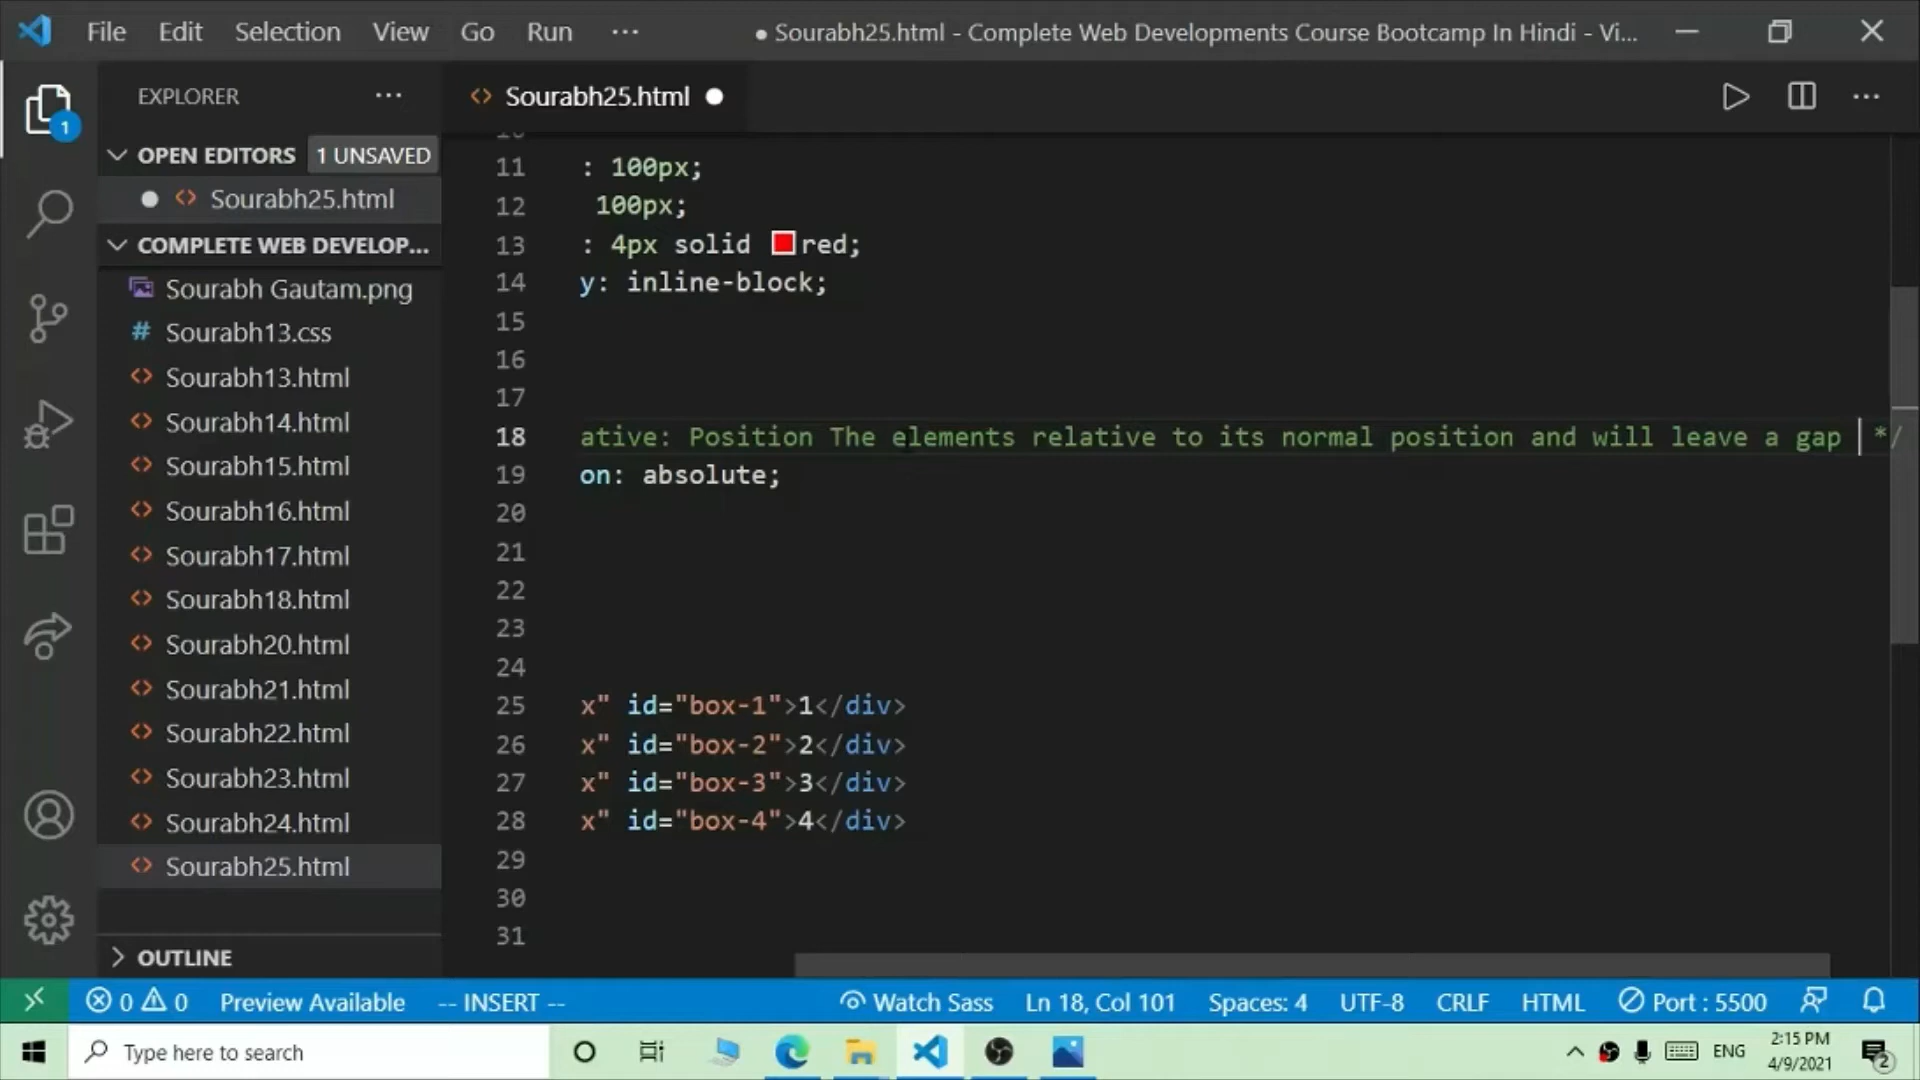 File Edit Selection View Go Run ··· ● Sourabh25.html - Complete Web Developments Course Bootcamp In Hindi - Vi...
EXPLORER ···
1
OPEN EDITORS 1 UNSAVED
Sourabh25.html
COMPLETE WEB DEVELOP...
Sourabh Gautam.png
# Sourabh13.css
Sourabh13.html
Sourabh14.html
Sourabh15.html
Sourabh16.html
Sourabh17.html
Sourabh18.html
Sourabh20.html
Sourabh21.html
Sourabh22.html
Sourabh23.html
Sourabh24.html
Sourabh25.html
OUTLINE
<> Sourabh25.html ●
11 : 100px;
12 100px;
13 : 4px solid red;
14 y: inline-block;
15
16
17
18 ative: Position The elements relative to its normal position and will leave a gap */
19 on: absolute;
20
21
22
23
24
25 x" id="box-1">1</div>
26 x" id="box-2">2</div>
27 x" id="box-3">3</div>
28 x" id="box-4">4</div>
29
30
31
0 0 Preview Available -- INSERT -- Watch Sass Ln 18, Col 101 Spaces: 4 UTF-8 CRLF HTML Port : 5500
Type here to search
ENG
2:15 PM
4/9/2021
2